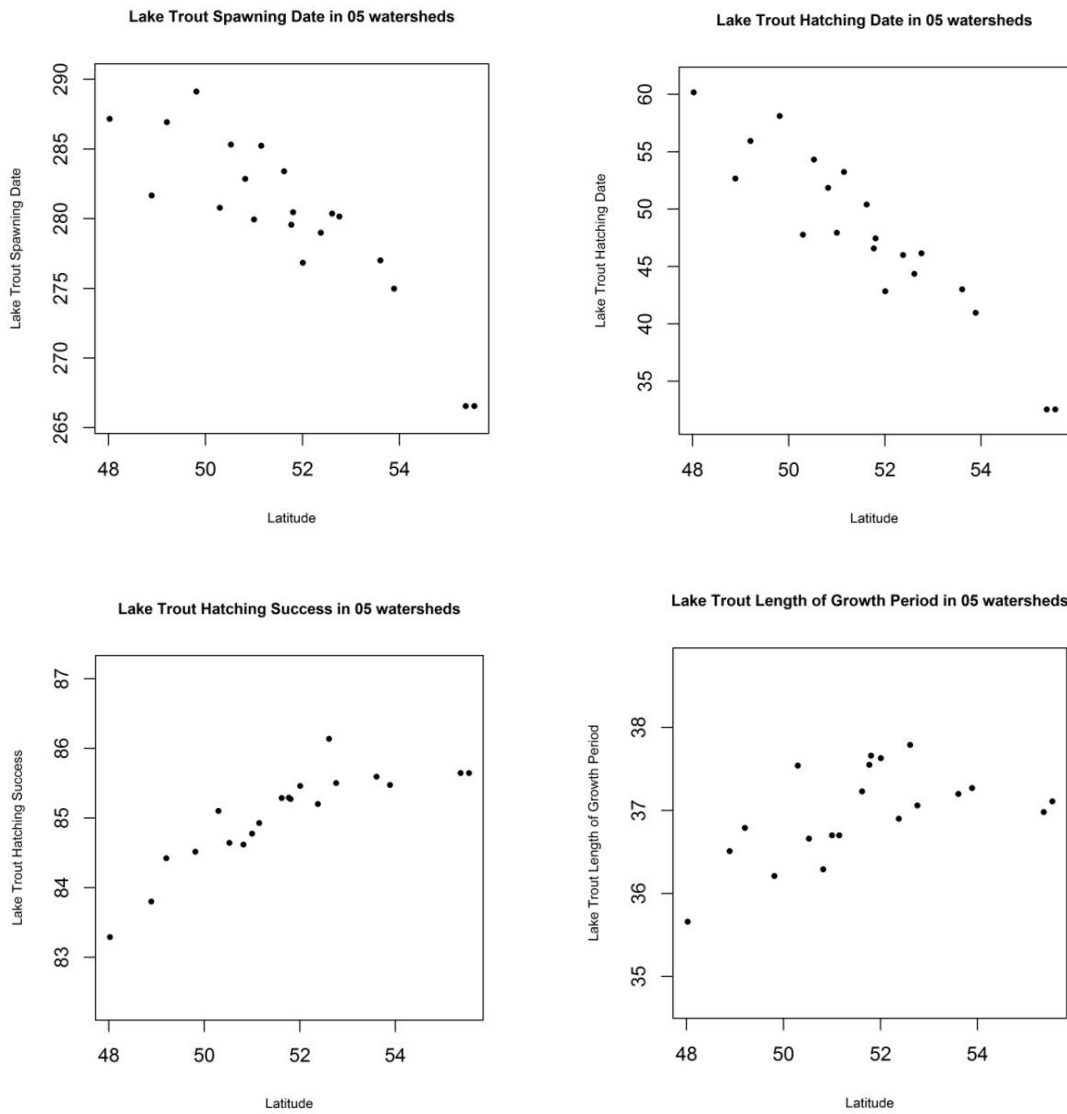 Lake Trout Spawning Date in 05 watersheds
Lake Trout Spawning Date
290
285
280
275
270
265
48 50 52 54
Latitude
Lake Trout Hatching Date in 05 watersheds
Lake Trout Hatching Date
60
55
50
45
40
35
48 50 52 54
Latitude
Lake Trout Hatching Success in 05 watersheds
Lake Trout Hatching Success
87
86
85
84
83
48 50 52 54
Latitude
Lake Trout Length of Growth Period in 05 watersheds
Lake Trout Length of Growth Period
38
37
36
35
48 50 52 54
Latitude